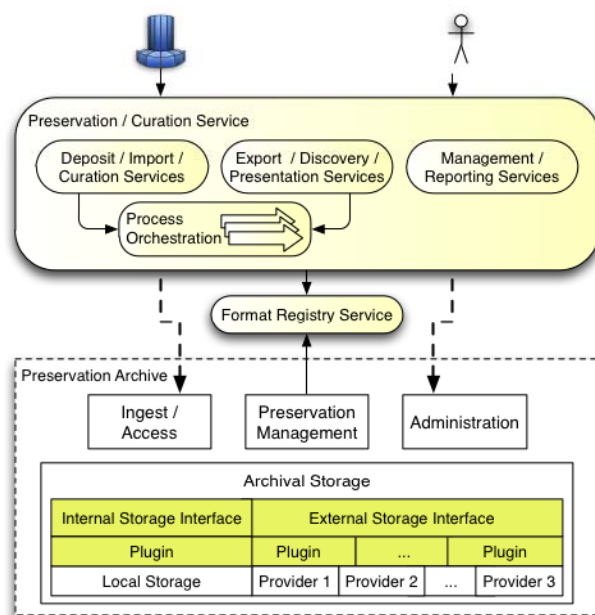 Preservation / Curation Service
Deposit / Import /
Curation Services
Export / Discovery /
Presentation Services
Management /
Reporting Services
Process
Orchestration
Format Registry Service
Preservation Archive
Ingest /
Access
Preservation
Management
Administration
Archival Storage
Internal Storage Interface
External Storage Interface
Plugin
Plugin
...
Plugin
Local Storage
Provider 1
Provider 2
...
Provider 3